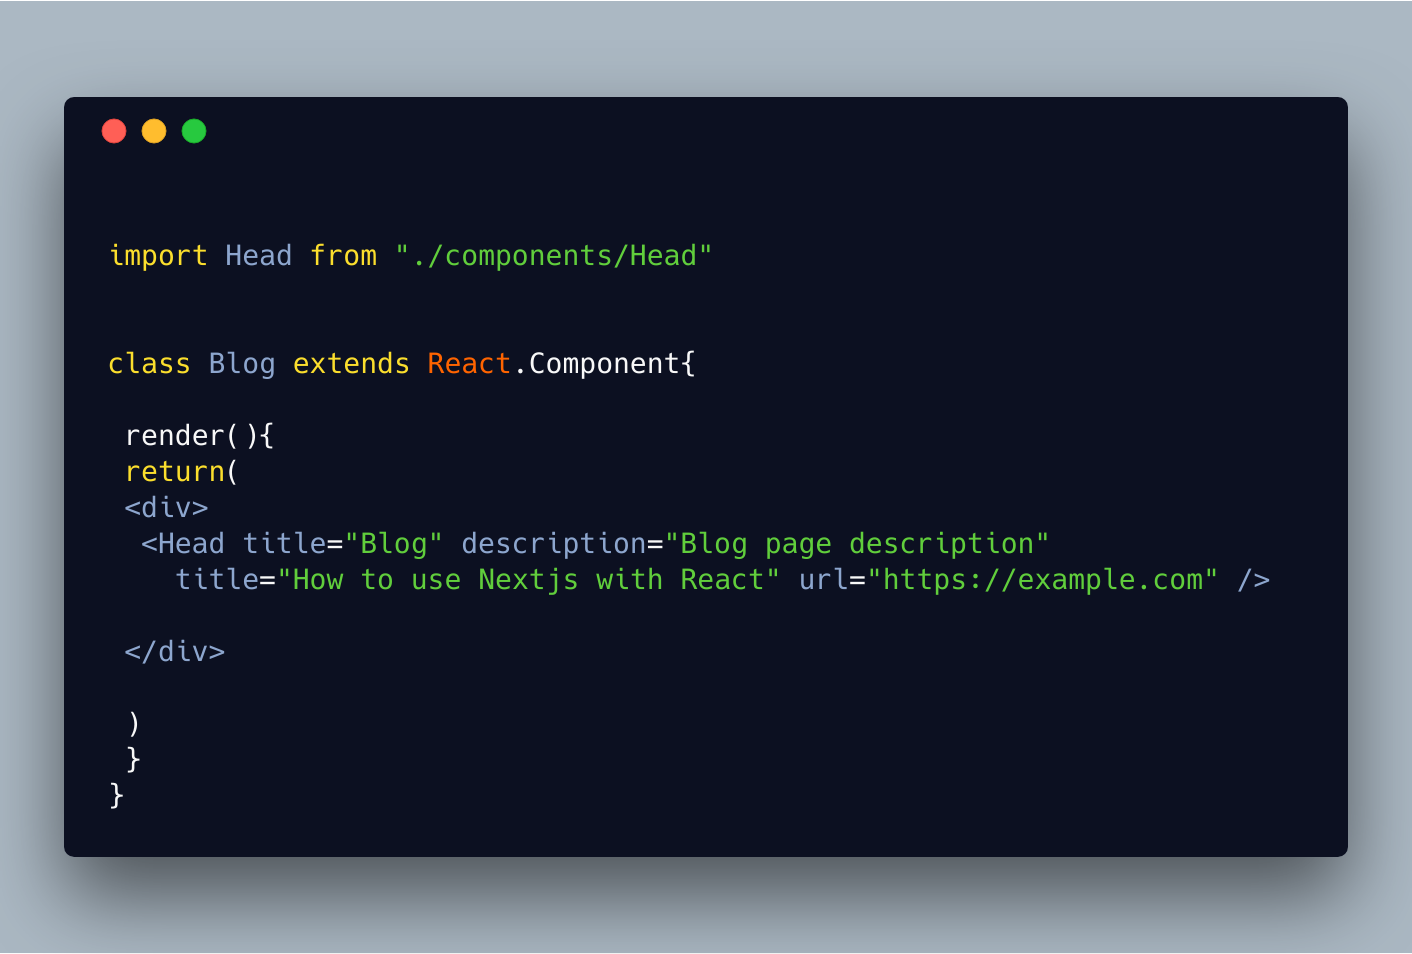 import Head from "./components/Head"
class Blog extends React.Component{
render(){
return(
<div>
<Head title="Blog" description="Blog page description"
title="How to use Nextjs with React" url="https://example.com" />
</div>
)
}
}